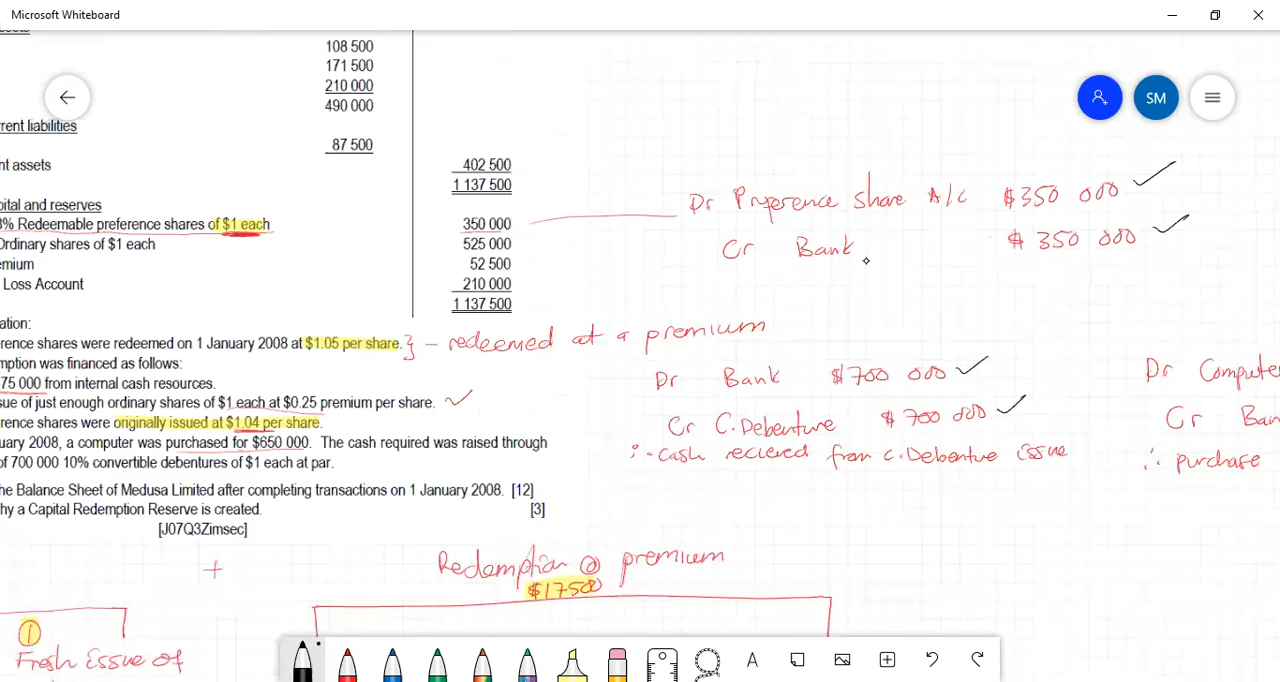 Microsoft Whiteboard
108 500
171 500
210 000
490 000
rrent liabilities
87 500
nt assets
402 500
1 137 500
pital and reserves
8% Redeemable preference shares of $1 each
350 000
Ordinary shares of $1 each
525 000
emium
52 500
Loss Account
210 000
1 137 500
ation:
erence shares were redeemed on 1 January 2008 at $1.05 per share. } - redeemed at a premium
mption was financed as follows:
75 000 from internal cash resources.
sue of just enough ordinary shares of $1 each at $0.25 premium per share.
erence shares were originally issued at $1.04 per share.
uary 2008, a computer was purchased for $650 000. The cash required was raised through
of 700 000 10% convertible debentures of $1 each at par.
he Balance Sheet of Medusa Limited after completing transactions on 1 January 2008. [12]
hy a Capital Redemption Reserve is created. [3]
[J07Q3Zimsec]
SM
Dr Preference share A/C $350 000
Cr Bank $350 000
Dr Bank $700 000
Cr C.Debenture $700 000
∴ -Cash recieved from c.Debentue issue
Dr Compute
Cr Ban
∴ purchase
+
Redemption @ premium
$17500
1
Fresh issue of
A